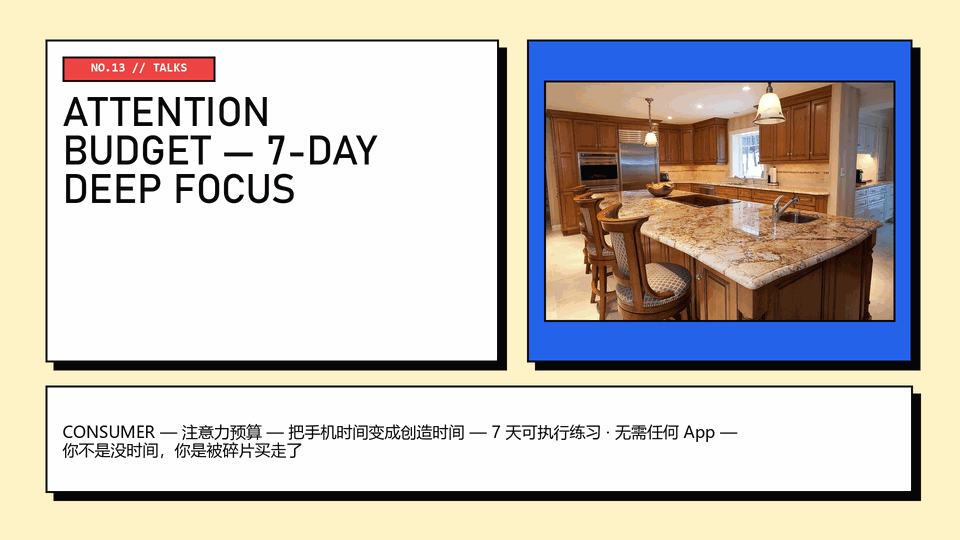 NO.13 // TALKS
ATTENTION
BUDGET — 7-DAY
DEEP FOCUS
CONSUMER — 注意力预算 — 把手机时间变成创造时间 — 7 天可执行练习 · 无需任何 App —
你不是没时间，你是被碎片买走了